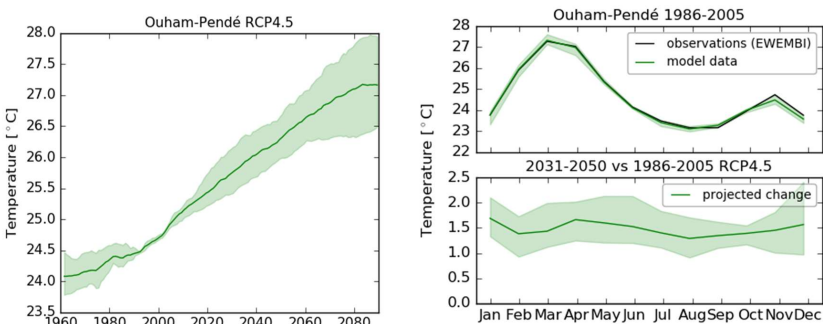 Ouham-Pendé RCP4.5
Temperature [°C]
28.0
27.5
27.0
26.5
26.0
25.5
25.0
24.5
24.0
23.5
1960 1980 2000 2020 2040 2060 2080
Ouham-Pendé 1986-2005
Temperature [°C]
28
27
26
25
24
23
22
observations (EWEMBI)
model data
2031-2050 vs 1986-2005 RCP4.5
2.5
2.0
1.5
1.0
0.5
0.0
projected change
Jan Feb Mar Apr May Jun Jul Aug Sep Oct Nov Dec